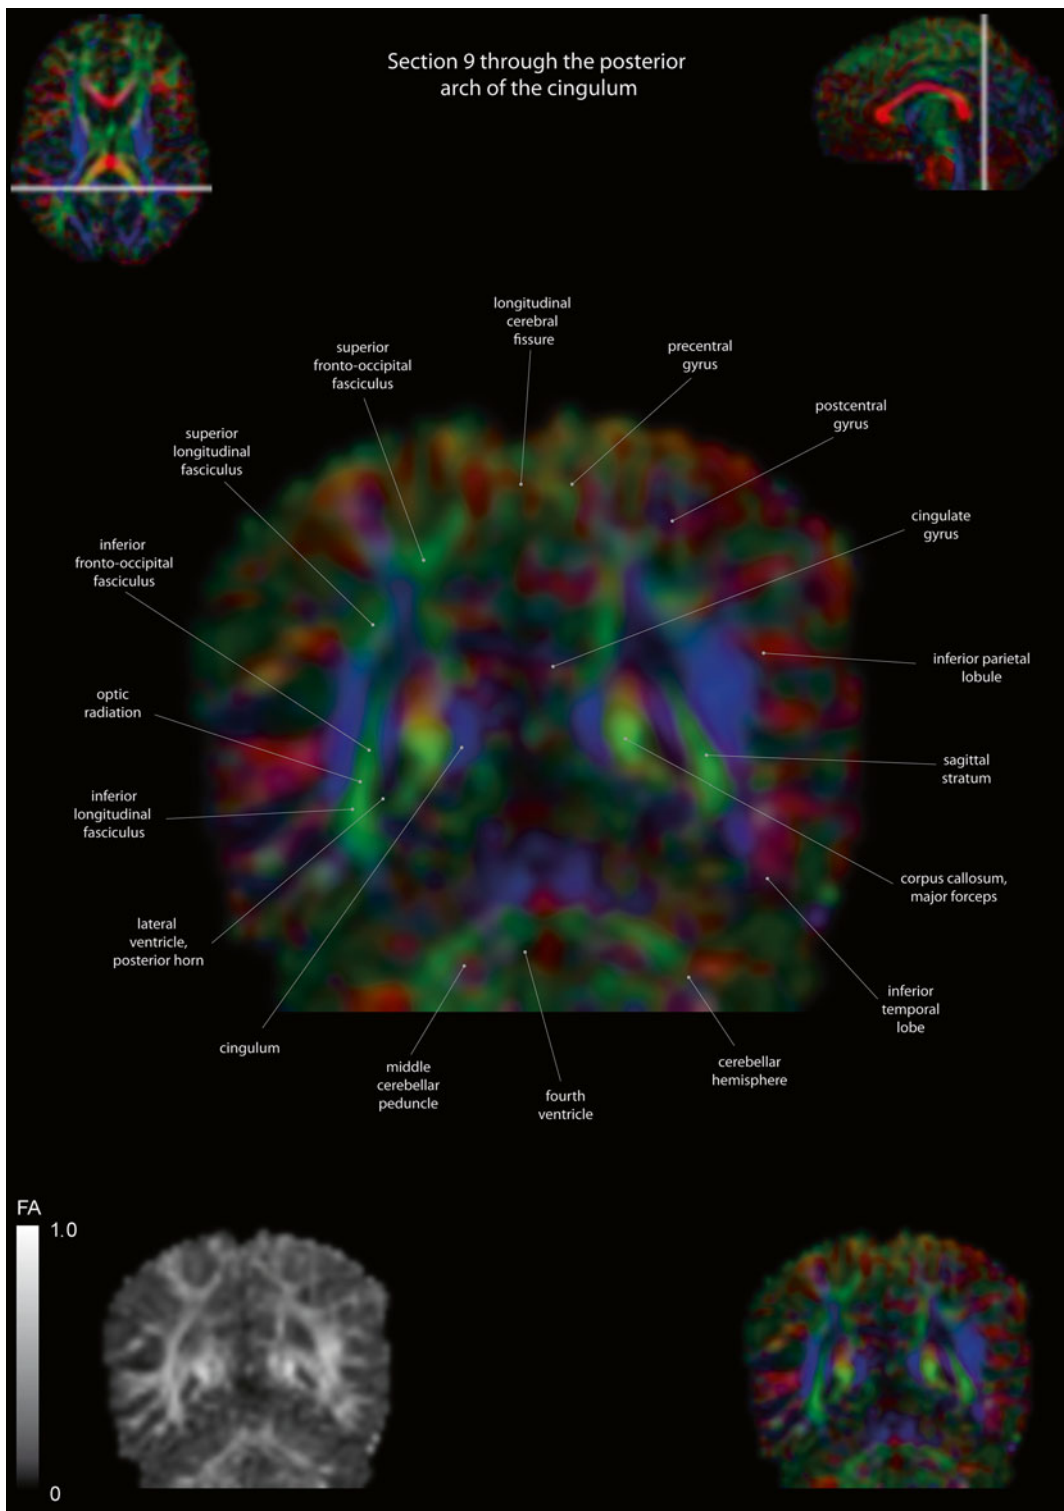 Section 9 through the posterior
arch of the cingulum
longitudinal
cerebral
fissure
superior
fronto-occipital
fasciculus
precentral
gyrus
postcentral
gyrus
superior
longitudinal
fasciculus
cingulate
gyrus
inferior
fronto-occipital
fasciculus
inferior parietal
lobule
optic
radiation
sagittal
stratum
inferior
longitudinal
fasciculus
corpus callosum,
major forceps
lateral
ventricle,
posterior horn
inferior
temporal
lobe
cingulum
middle
cerebellar
peduncle
fourth
ventricle
cerebellar
hemisphere
FA
1.0
0